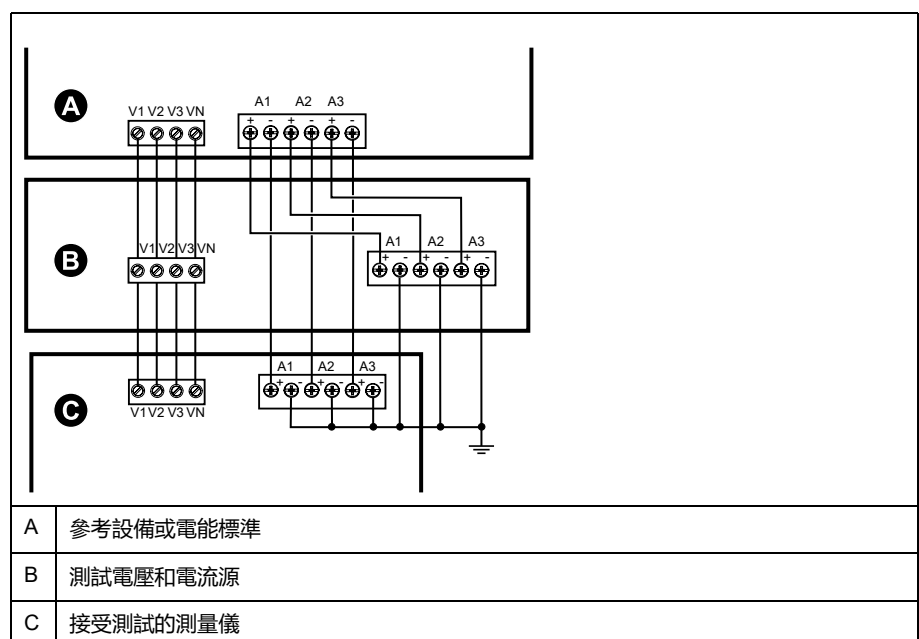 A
V1 V2 V3 VN
A1 A2 A3
+ - + - + -
B
V1 V2 V3 VN
A1 A2 A3
+ - + - + -
C
A1 A2 A3
+ - + - + -
V1 V2 V3 VN
A 參考設備或電能標準
B 測試電壓和電流源
C 接受測試的測量儀